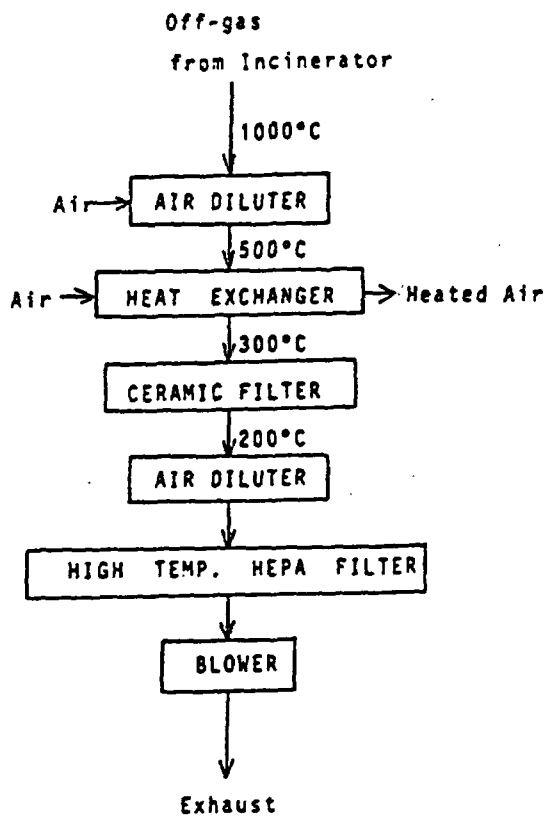 Off-gas
from Incinerator
1000°C
Air
AIR DILUTER
500°C
Air
HEAT EXCHANGER
Heated Air
300°C
CERAMIC FILTER
200°C
AIR DILUTER
HIGH TEMP. HEPA FILTER
BLOWER
Exhaust